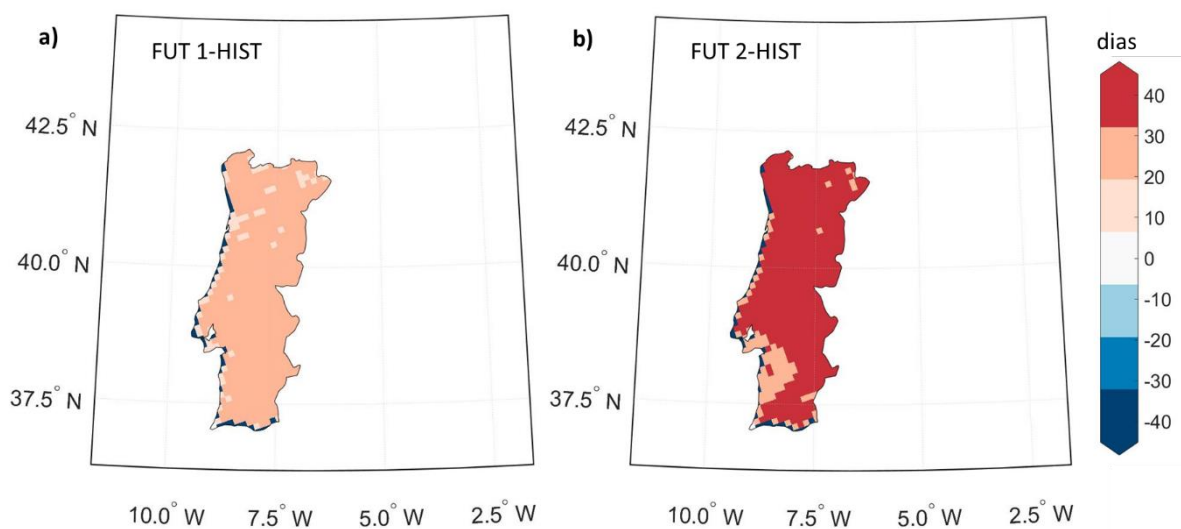 a)
FUT 1-HIST
42.5° N
40.0° N
37.5° N
10.0° W
7.5° W
5.0° W
2.5° W
b)
FUT 2-HIST
42.5° N
40.0° N
37.5° N
10.0° W
7.5° W
5.0° W
2.5° W
dias
40
30
20
10
0
-10
-20
-30
-40